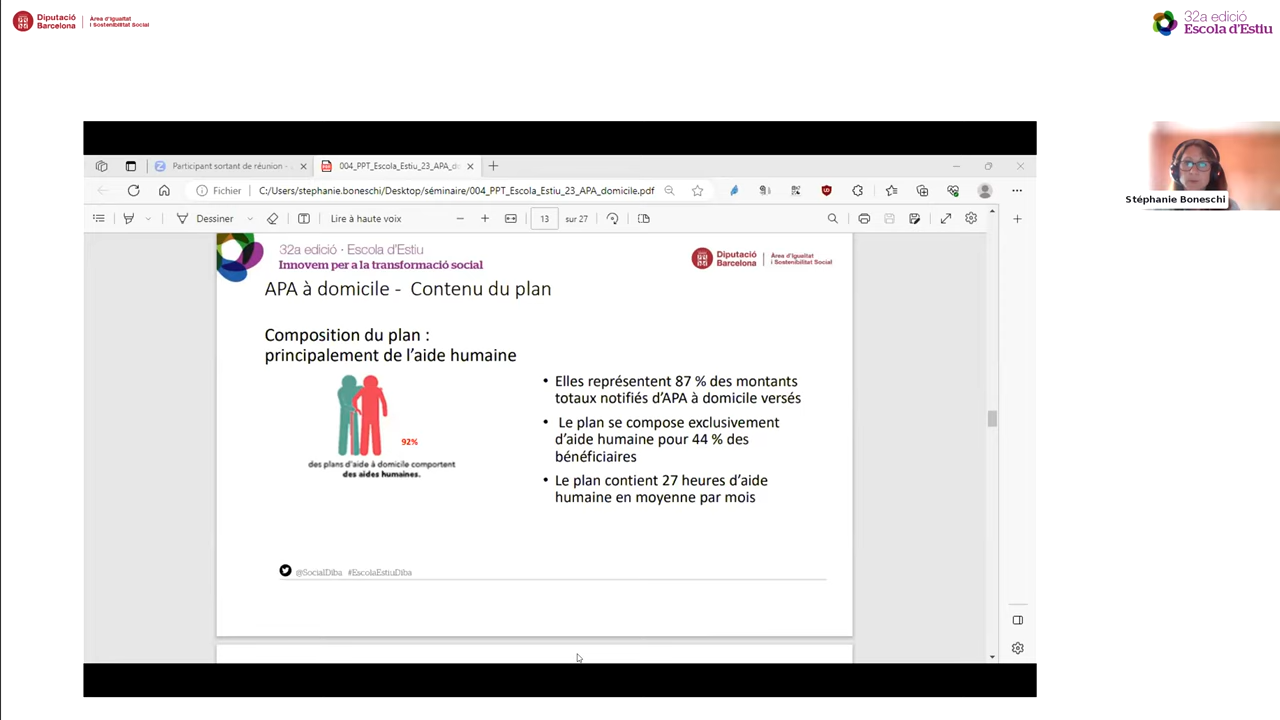 Diputació
Barcelona
Àrea d'Igualtat
i Sostenibilitat Social
32a edició
Escola d'Estiu
Participant sortant de réunion -
004_PPT_Escola_Estiu_23_APA_do
Fichier
C:/Users/stephanie.boneschi/Desktop/séminaire/004_PPT_Escola_Estiu_23_APA_domicile.pdf
Dessiner
Lire à haute voix
13
sur 27
Stéphanie Boneschi
32a edició · Escola d'Estiu
Innovem per a la transformació social
Diputació
Barcelona
Àrea d'Igualtat
i Sostenibilitat Social
APA à domicile - Contenu du plan
Composition du plan :
principalement de l'aide humaine
92%
des plans d'aide à domicile comportent
des aides humaines.
• Elles représentent 87 % des montants
totaux notifiés d'APA à domicile versés
• Le plan se compose exclusivement
d'aide humaine pour 44 % des
bénéficiaires
• Le plan contient 27 heures d'aide
humaine en moyenne par mois
@SocialDiba #EscolaEstiuDiba